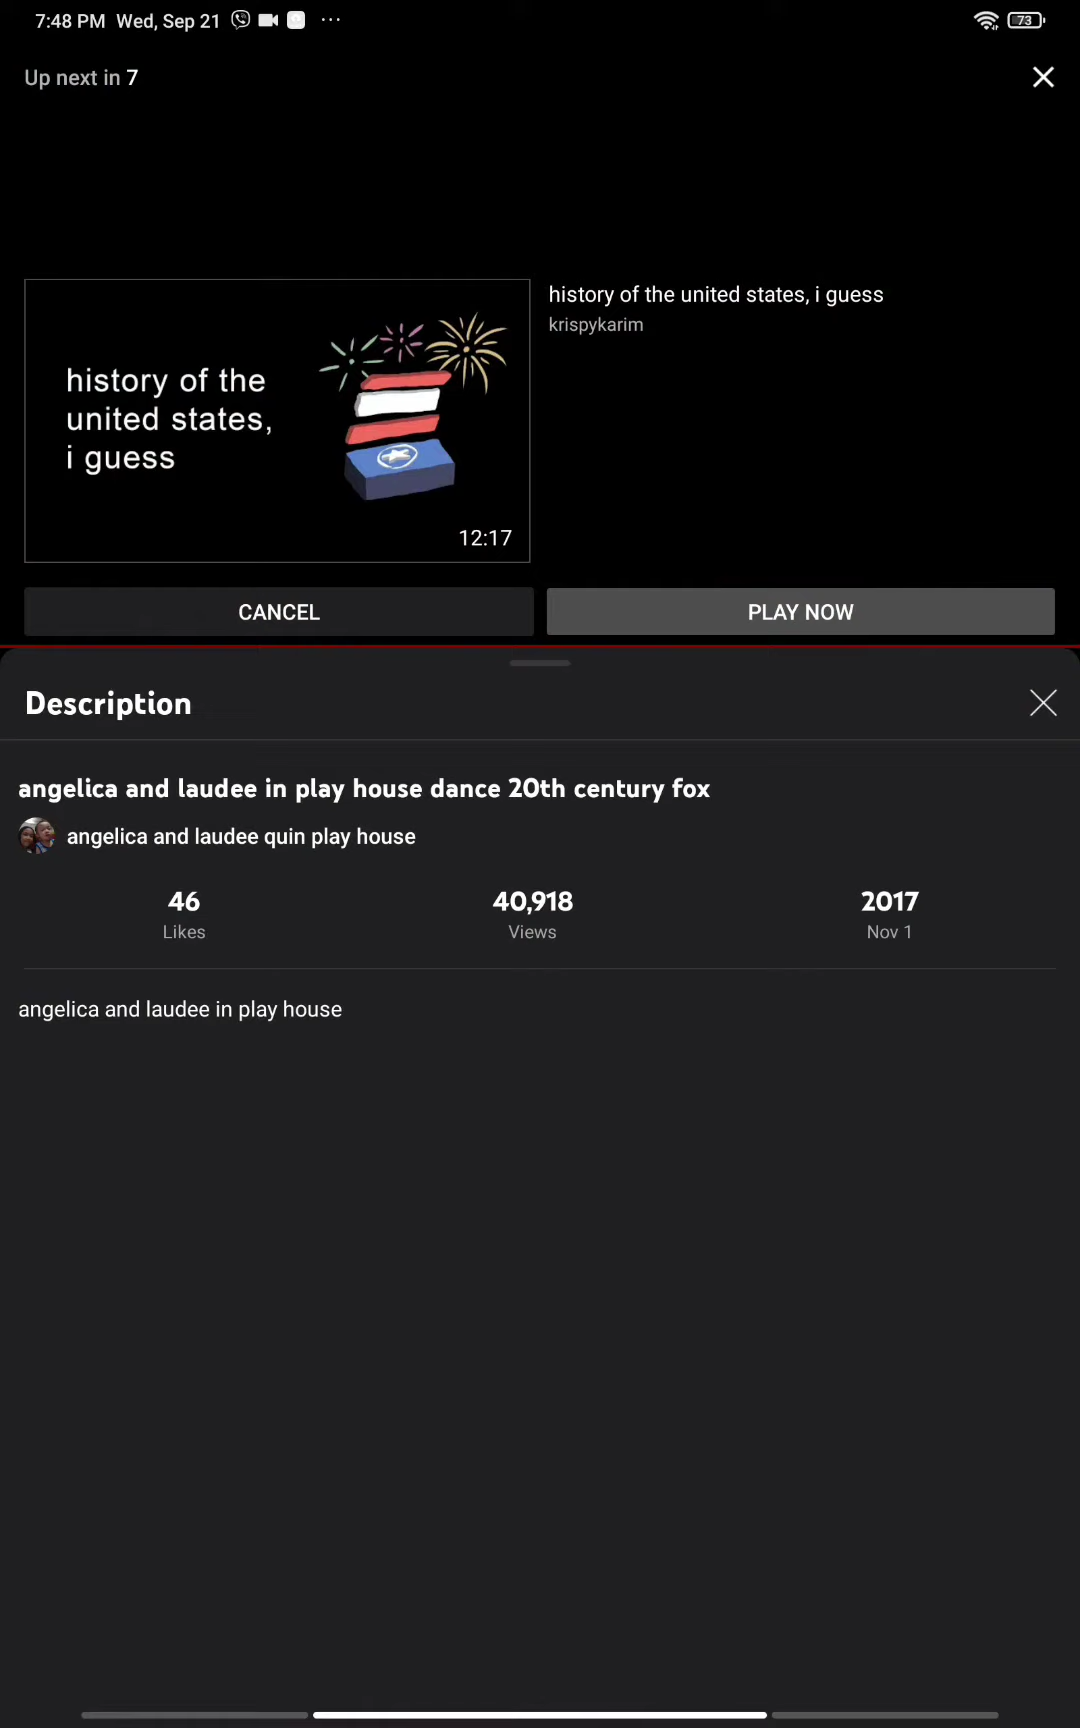 7:48 PM Wed, Sep 21 ... 73
Up next in 7
history of the united states, i guess
krispykarim
history of the
united states,
i guess
12:17
CANCEL
PLAY NOW
Description
angelica and laudee in play house dance 20th century fox
angelica and laudee quin play house
46 40,918 2017
Likes Views Nov 1
angelica and laudee in play house